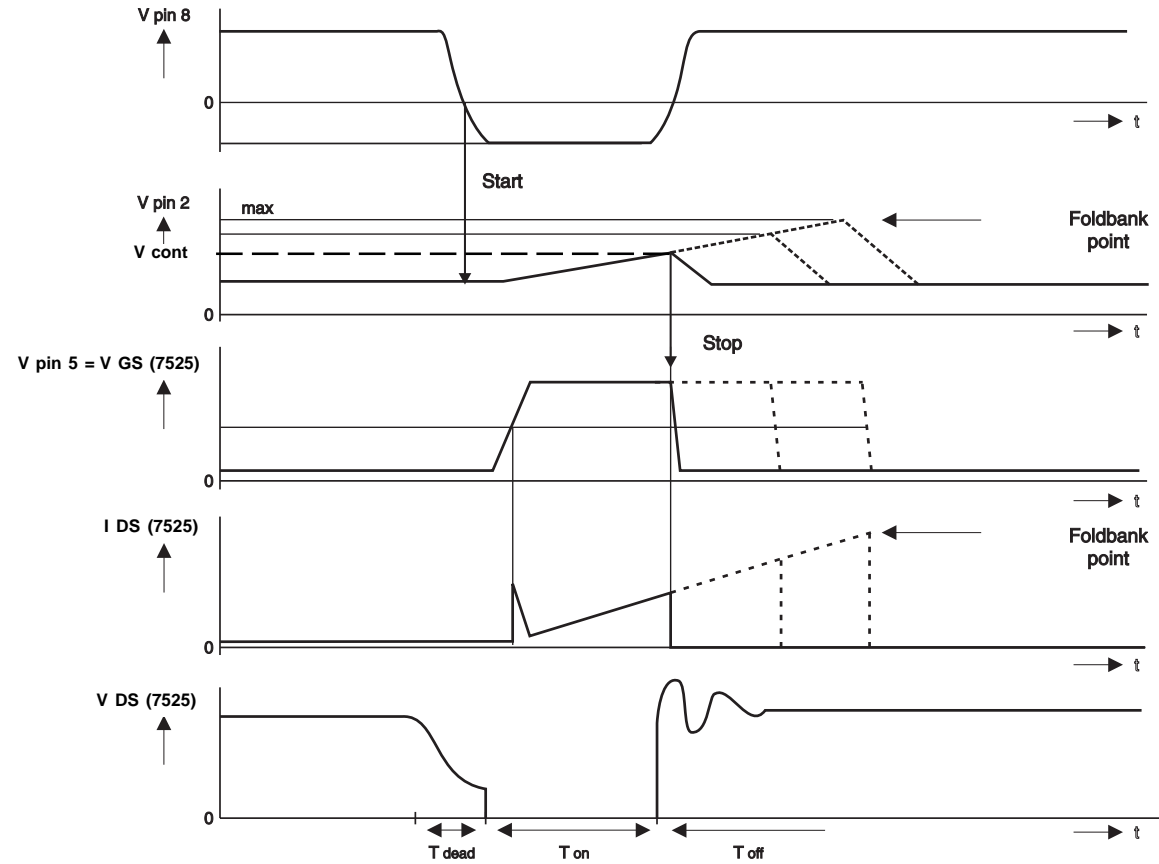 V pin 8
0
t
Start
V pin 2
max
Foldbank
point
V cont
0
t
Stop
V pin 5 = V GS (7525)
0
t
I DS (7525)
Foldbank
point
0
t
V DS (7525)
0
t
T dead
T on
T off